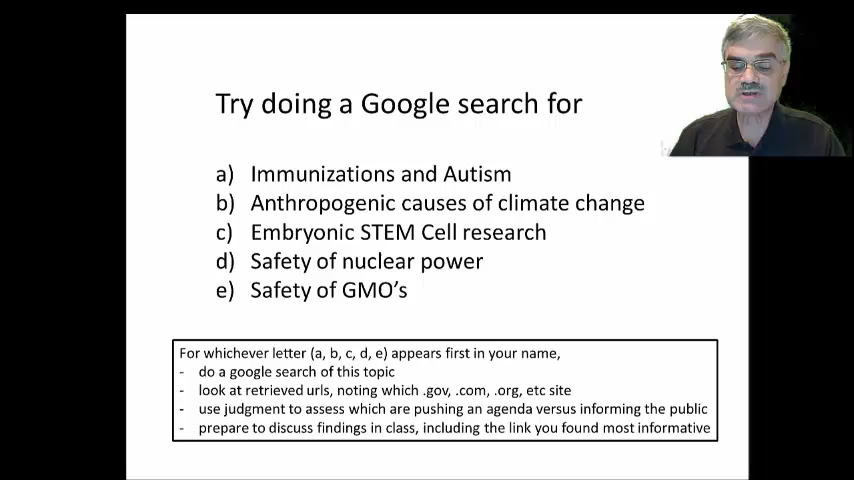 Try doing a Google search for
a) Immunizations and Autism
b) Anthropogenic causes of climate change
c) Embryonic STEM Cell research
d) Safety of nuclear power
e) Safety of GMO's
For whichever letter (a, b, c, d, e) appears first in your name,
- do a google search of this topic
- look at retrieved urls, noting which .gov, .com, .org, etc site
- use judgment to assess which are pushing an agenda versus informing the public
- prepare to discuss findings in class, including the link you found most informative